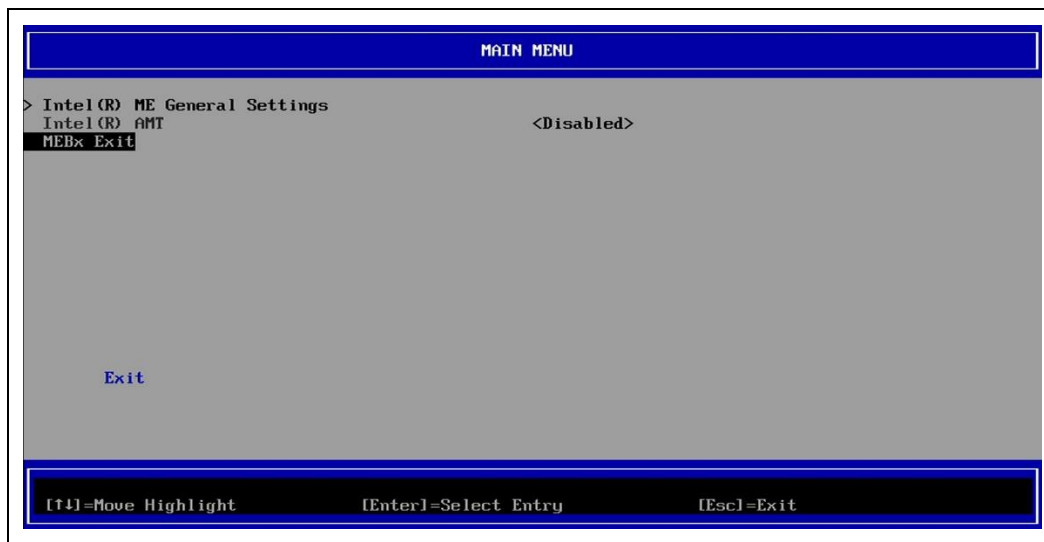 MAIN MENU
> Intel(R) ME General Settings
Intel(R) AMT <Disabled>
MEBx Exit
Exit
[↑↓]=Move Highlight [Enter]=Select Entry [Esc]=Exit